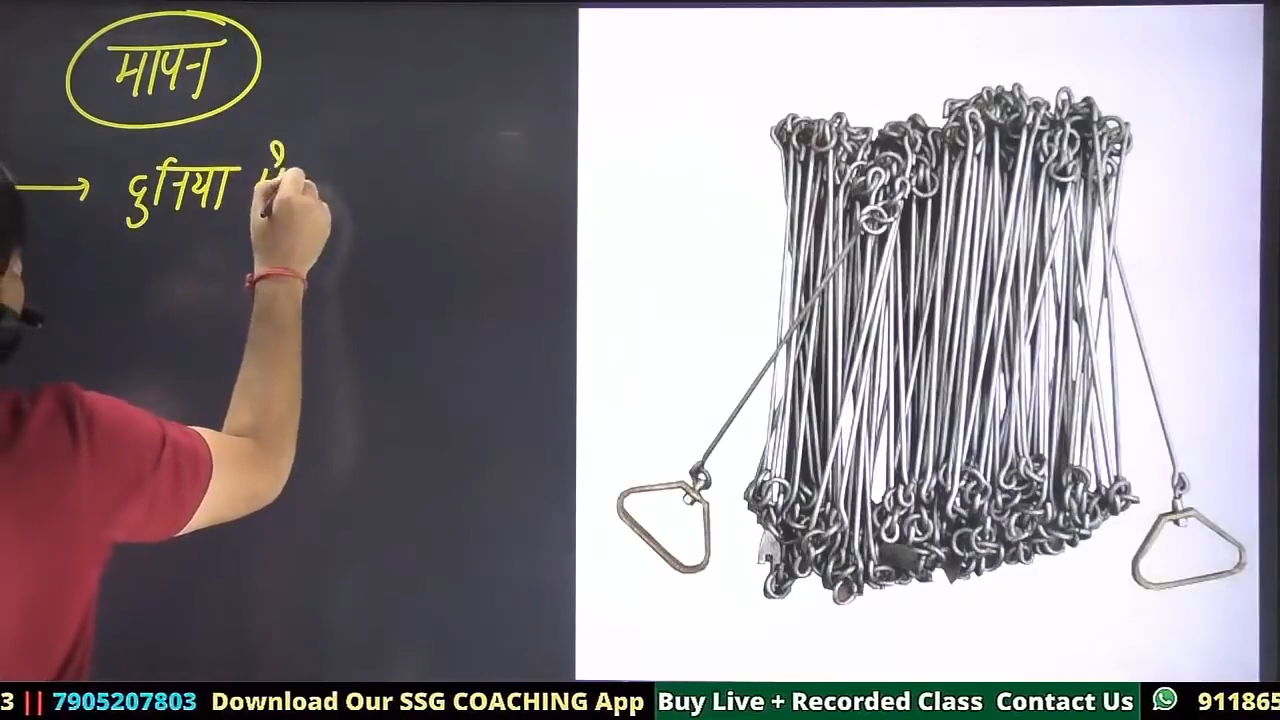 मापन
→ दुनिया में
3 || 7905207803 Download Our SSG COACHING App Buy Live + Recorded Class Contact Us 911865